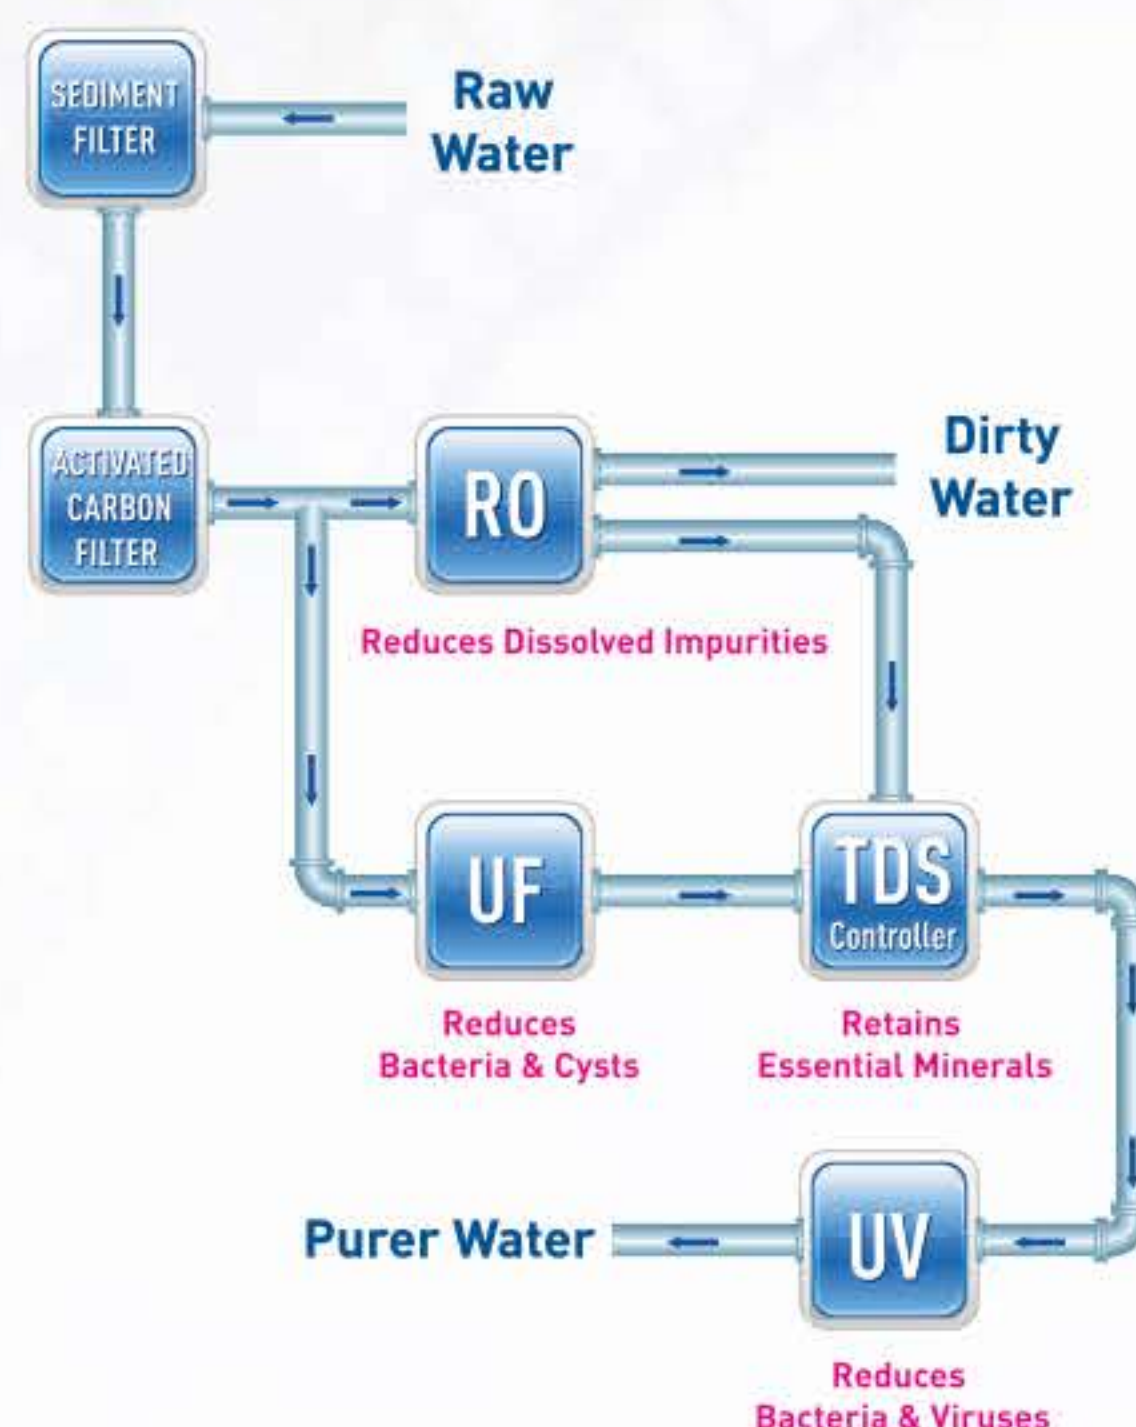 SEDIMENT
FILTER
Raw
Water
ACTIVATED
CARBON
FILTER
RO
Dirty
Water
Reduces Dissolved Impurities
UF
TDS
Controller
Reduces
Bacteria & Cysts
Retains
Essential Minerals
Purer Water
UV
Reduces
Bacteria & Viruses